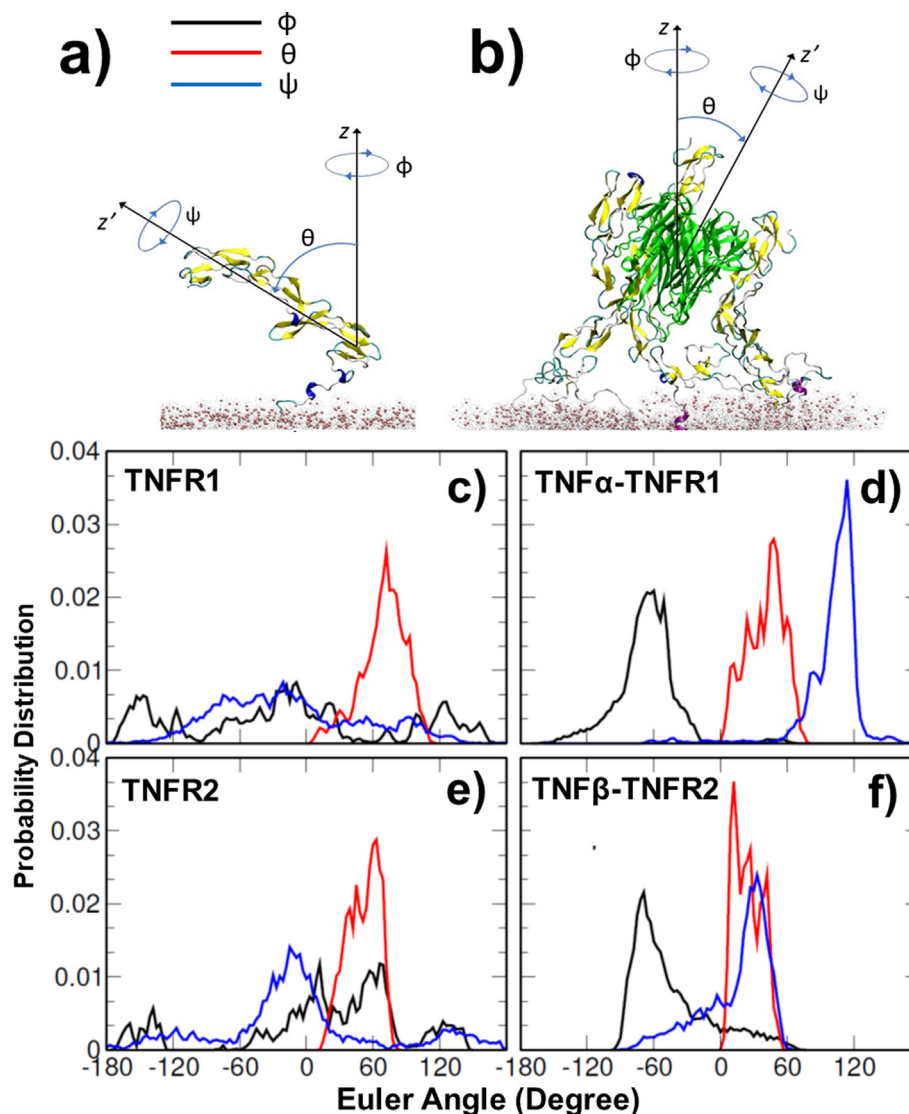 a)
ϕ
θ
ψ
b)
z
ϕ
z'
ψ
θ
z
ϕ
z'
ψ
θ
Probability Distribution
0.04
0.03
0.02
0.01
0
TNFR1
c)
TNFα-TNFR1
d)
0.04
0.03
0.02
0.01
0
TNFR2
e)
TNFβ-TNFR2
f)
-180 -120 -60 0 60 120 -180 -120 -60 0 60 120
Euler Angle (Degree)